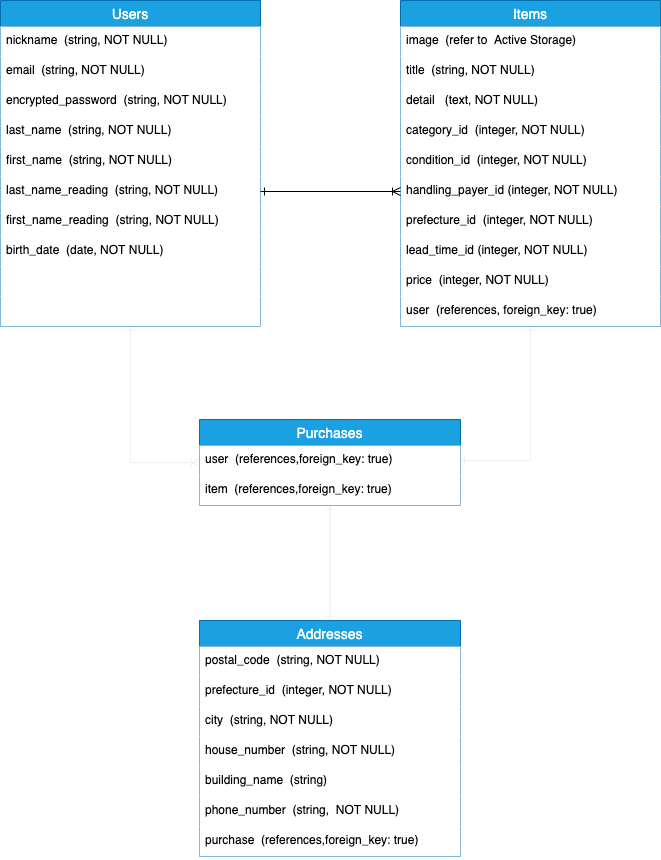 Users
nickname (string, NOT NULL)
email (string, NOT NULL)
encrypted_password (string, NOT NULL)
last_name (string, NOT NULL)
first_name (string, NOT NULL)
last_name_reading (string, NOT NULL)
first_name_reading (string, NOT NULL)
birth_date (date, NOT NULL)
Items
image (refer to Active Storage)
title (string, NOT NULL)
detail (text, NOT NULL)
category_id (integer, NOT NULL)
condition_id (integer, NOT NULL)
handling_payer_id (integer, NOT NULL)
prefecture_id (integer, NOT NULL)
lead_time_id (integer, NOT NULL)
price (integer, NOT NULL)
user (references, foreign_key: true)
Purchases
user (references,foreign_key: true)
item (references,foreign_key: true)
Addresses
postal_code (string, NOT NULL)
prefecture_id (integer, NOT NULL)
city (string, NOT NULL)
house_number (string, NOT NULL)
building_name (string)
phone_number (string, NOT NULL)
purchase (references,foreign_key: true)